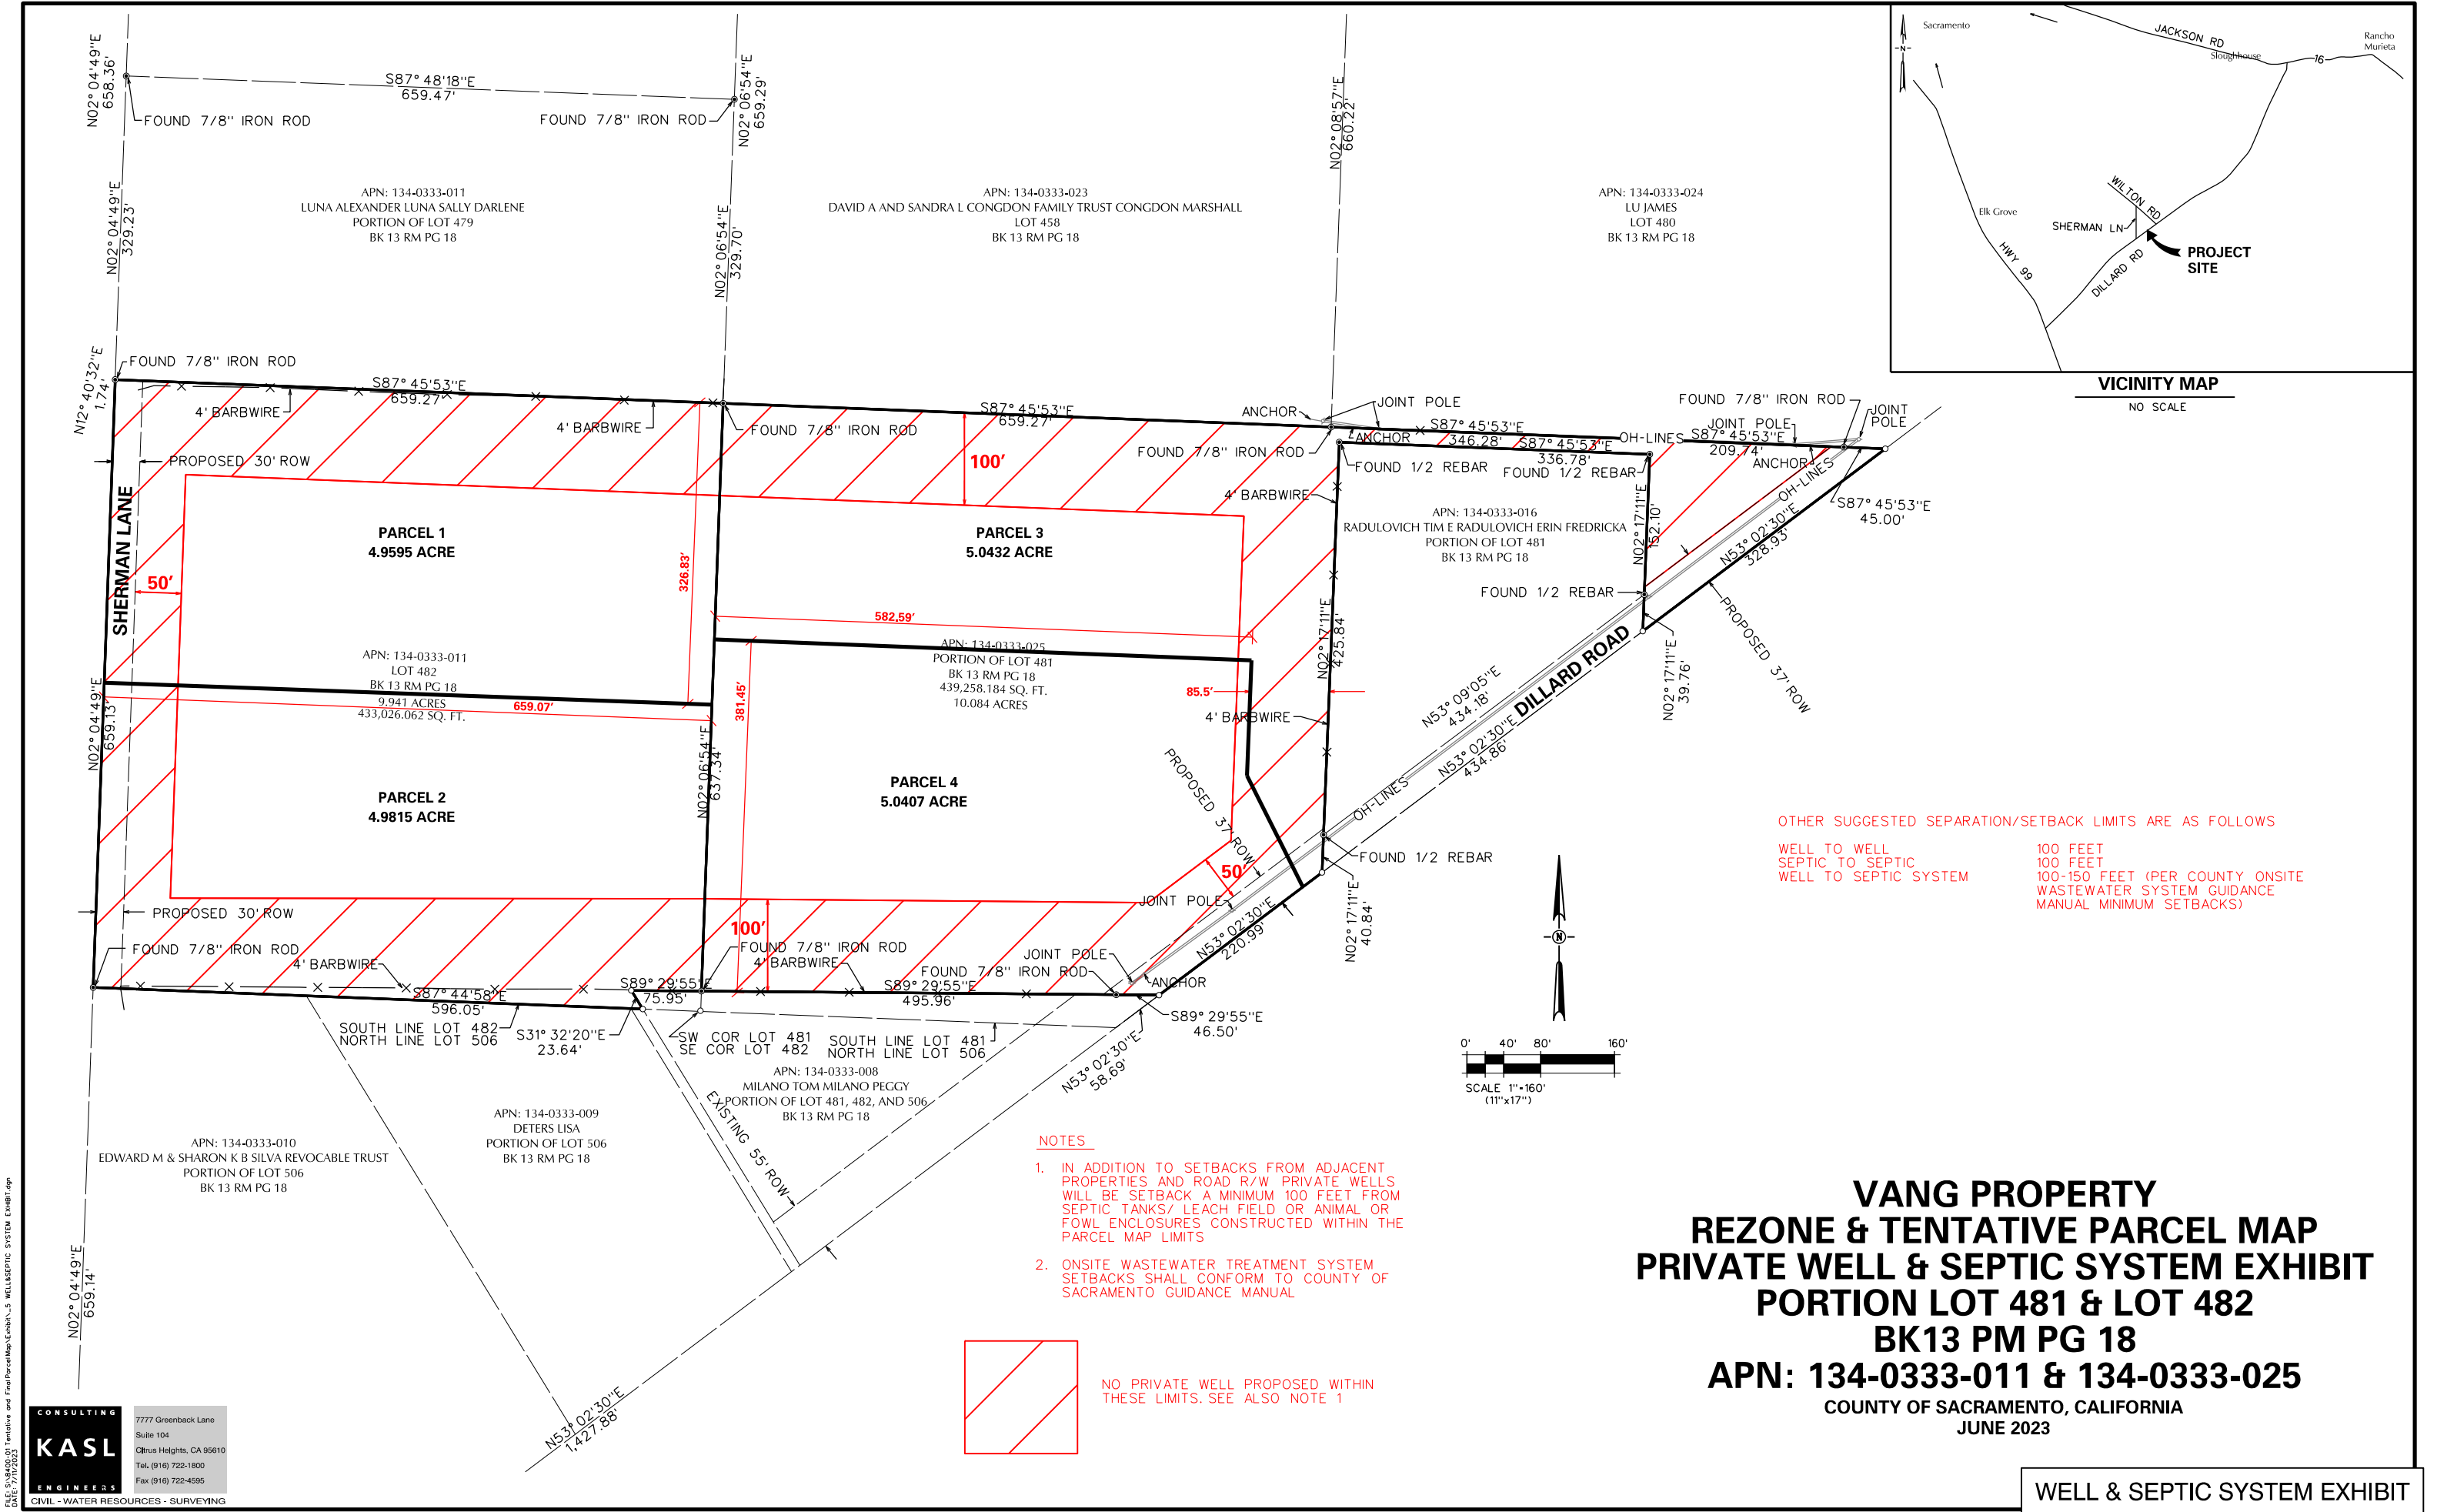 N02° 04'49"E
658.36'
S87° 48'18"E
659.47'
FOUND 7/8" IRON ROD
FOUND 7/8" IRON ROD
N02° 06'54"E
659.29'
N02° 08'57"E
660.22'
N02° 04'49"E
329.23'
N02° 06'54"E
329.70'
APN: 134-0333-011
LUNA ALEXANDER LUNA SALLY DARLENE
PORTION OF LOT 479
BK 13 RM PG 18
APN: 134-0333-023
DAVID A AND SANDRA L CONGDON FAMILY TRUST CONGDON MARSHALL
LOT 458
BK 13 RM PG 18
APN: 134-0333-024
LU JAMES
LOT 480
BK 13 RM PG 18
Sacramento
N
JACKSON RD
Sloughhouse
16
Rancho
Murieta
Elk Grove
HWY 99
WILTON RD
SHERMAN LN
DILLARD RD
PROJECT
SITE
VICINITY MAP
NO SCALE
N12° 40'32"E
1.74'
FOUND 7/8" IRON ROD
S87° 45'53"E
659.27'
4' BARBWIRE
4' BARBWIRE
FOUND 7/8" IRON ROD
S87° 45'53"E
659.27'
ANCHOR
JOINT POLE
FOUND 7/8" IRON ROD
ANCHOR
S87° 45'53"E
346.28'
S87° 45'53"E
336.78'
OH-LINES
FOUND 1/2 REBAR
FOUND 1/2 REBAR
FOUND 7/8" IRON ROD
JOINT POLE
JOINT
POLE
S87° 45'53"E
209.74'
ANCHOR
OH-LINES
S87° 45'53"E
45.00'
PROPOSED 30' ROW
SHERMAN LANE
100'
50'
4' BARBWIRE
PARCEL 1
4.9595 ACRE
PARCEL 3
5.0432 ACRE
326.83'
582.59'
APN: 134-0333-016
RADULOVICH TIM E RADULOVICH ERIN FREDRICKA
PORTION OF LOT 481
BK 13 RM PG 18
N02° 17'11"E
152.10'
N53° 02'30"E
328.93'
FOUND 1/2 REBAR
PROPOSED 37' ROW
N02° 17'11"E
39.76'
N02° 17'11"E
425.84'
APN: 134-0333-011
LOT 482
BK 13 RM PG 18
9.941 ACRES
433,026.062 SQ. FT.
659.07'
APN: 134-0333-025
PORTION OF LOT 481
BK 13 RM PG 18
439,258.184 SQ. FT.
10.084 ACRES
381.45'
85.5'
4' BARBWIRE
N02° 04'49"E
659.13'
N02° 06'54"E
637.34'
N53° 09'05"E
434.18'
N53° 02'30"E
434.86'
DILLARD ROAD
OH-LINES
PROPOSED 37' ROW
PARCEL 2
4.9815 ACRE
PARCEL 4
5.0407 ACRE
FOUND 1/2 REBAR
50'
N02° 17'11"E
40.84'
JOINT POLE
N53° 02'30"E
220.99'
OTHER SUGGESTED SEPARATION/SETBACK LIMITS ARE AS FOLLOWS
WELL TO WELL 100 FEET
SEPTIC TO SEPTIC 100 FEET
WELL TO SEPTIC SYSTEM 100-150 FEET (PER COUNTY ONSITE
WASTEWATER SYSTEM GUIDANCE
MANUAL MINIMUM SETBACKS)
PROPOSED 30' ROW
FOUND 7/8" IRON ROD
4' BARBWIRE
100'
FOUND 7/8" IRON ROD
4' BARBWIRE
JOINT POLE
FOUND 7/8" IRON ROD
ANCHOR
S87° 44'58"E
596.05'
S89° 29'55"E
75.95'
S89° 29'55"E
495.96'
S89° 29'55"E
46.50'
SOUTH LINE LOT 482
NORTH LINE LOT 506
S31° 32'20"E
23.64'
SW COR LOT 481
SE COR LOT 482
SOUTH LINE LOT 481
NORTH LINE LOT 506
N53° 02'30"E
58.69'
N
0' 40' 80' 160'
SCALE 1"=160'
(11"x17")
APN: 134-0333-008
MILANO TOM MILANO PEGGY
PORTION OF LOT 481, 482, AND 506
BK 13 RM PG 18
EXISTING 55' ROW
APN: 134-0333-009
DETERS LISA
PORTION OF LOT 506
BK 13 RM PG 18
APN: 134-0333-010
EDWARD M & SHARON K B SILVA REVOCABLE TRUST
PORTION OF LOT 506
BK 13 RM PG 18
N02° 04'49"E
659.14'
N53° 02'30"E
1,427.88'
NOTES
1. IN ADDITION TO SETBACKS FROM ADJACENT
PROPERTIES AND ROAD R/W PRIVATE WELLS
WILL BE SETBACK A MINIMUM 100 FEET FROM
SEPTIC TANKS/ LEACH FIELD OR ANIMAL OR
FOWL ENCLOSURES CONSTRUCTED WITHIN THE
PARCEL MAP LIMITS
2. ONSITE WASTEWATER TREATMENT SYSTEM
SETBACKS SHALL CONFORM TO COUNTY OF
SACRAMENTO GUIDANCE MANUAL
NO PRIVATE WELL PROPOSED WITHIN
THESE LIMITS. SEE ALSO NOTE 1
VANG PROPERTY
REZONE & TENTATIVE PARCEL MAP
PRIVATE WELL & SEPTIC SYSTEM EXHIBIT
PORTION LOT 481 & LOT 482
BK13 PM PG 18
APN: 134-0333-011 & 134-0333-025
COUNTY OF SACRAMENTO, CALIFORNIA
JUNE 2023
WELL & SEPTIC SYSTEM EXHIBIT
CONSULTING
KASL
ENGINEERS
7777 Greenback Lane
Suite 104
Citrus Heights, CA 95610
Tel. (916) 722-1800
Fax (916) 722-4595
CIVIL - WATER RESOURCES - SURVEYING
DATE: 7/11/2023